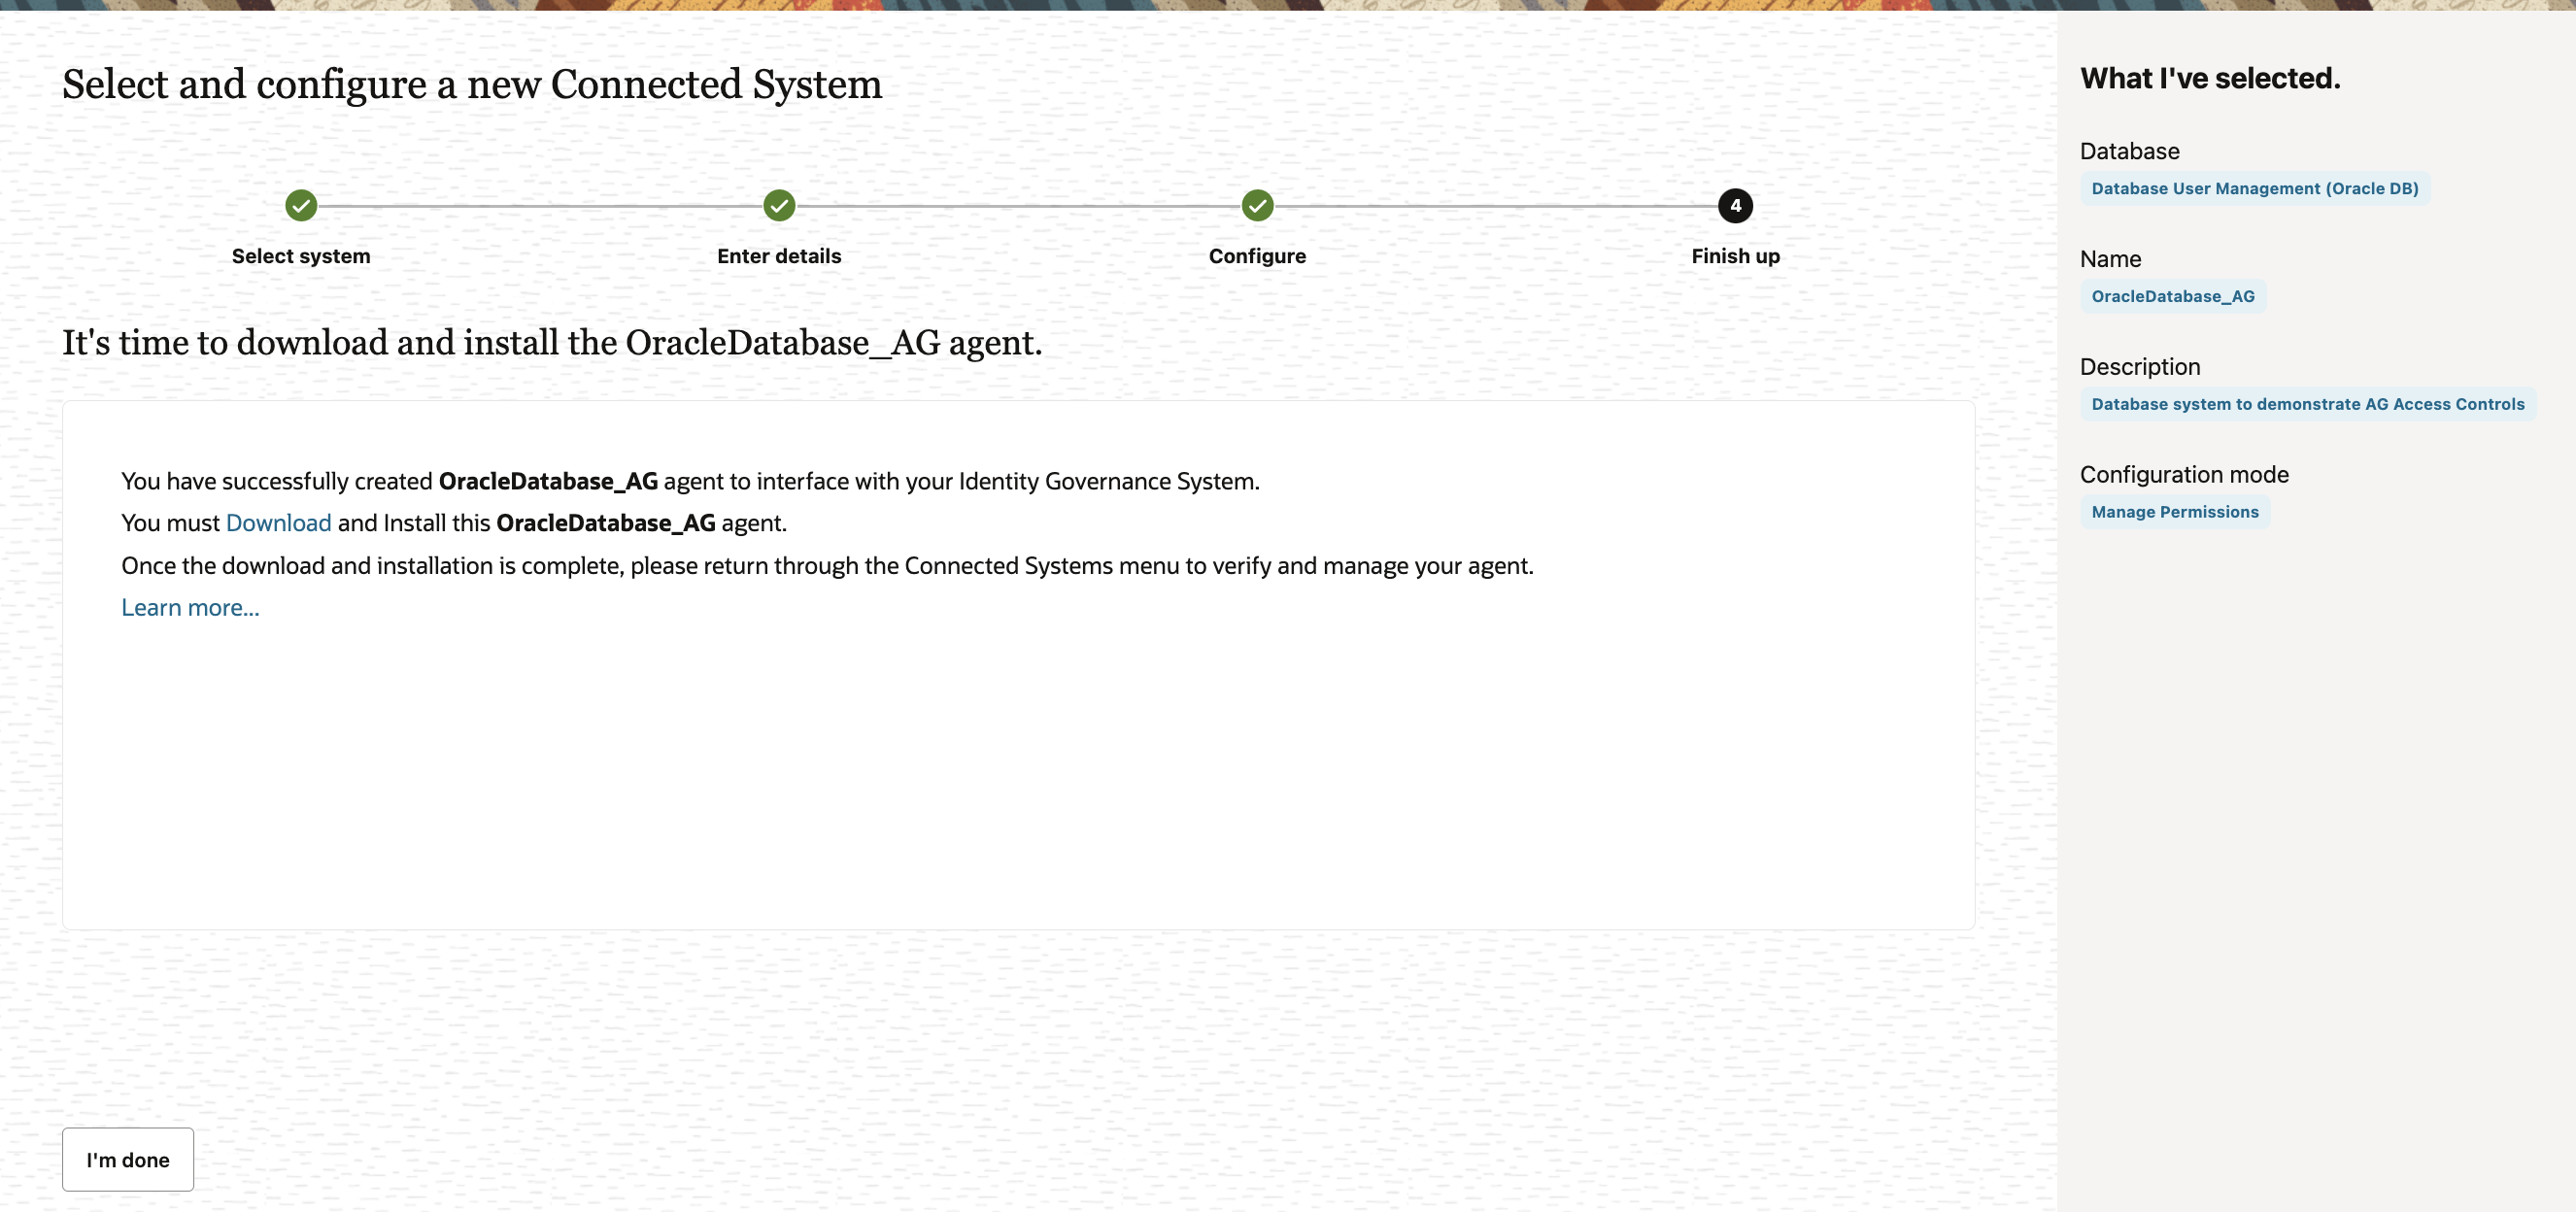 Select and configure a new Connected System
Select system
Enter details
Configure
4
Finish up
It's time to download and install the OracleDatabase_AG agent.
You have successfully created OracleDatabase_AG agent to interface with your Identity Governance System.
You must Download and Install this OracleDatabase_AG agent.
Once the download and installation is complete, please return through the Connected Systems menu to verify and manage your agent.
Learn more...
I'm done
What I've selected.
Database
Database User Management (Oracle DB)
Name
OracleDatabase_AG
Description
Database system to demonstrate AG Access Controls
Configuration mode
Manage Permissions